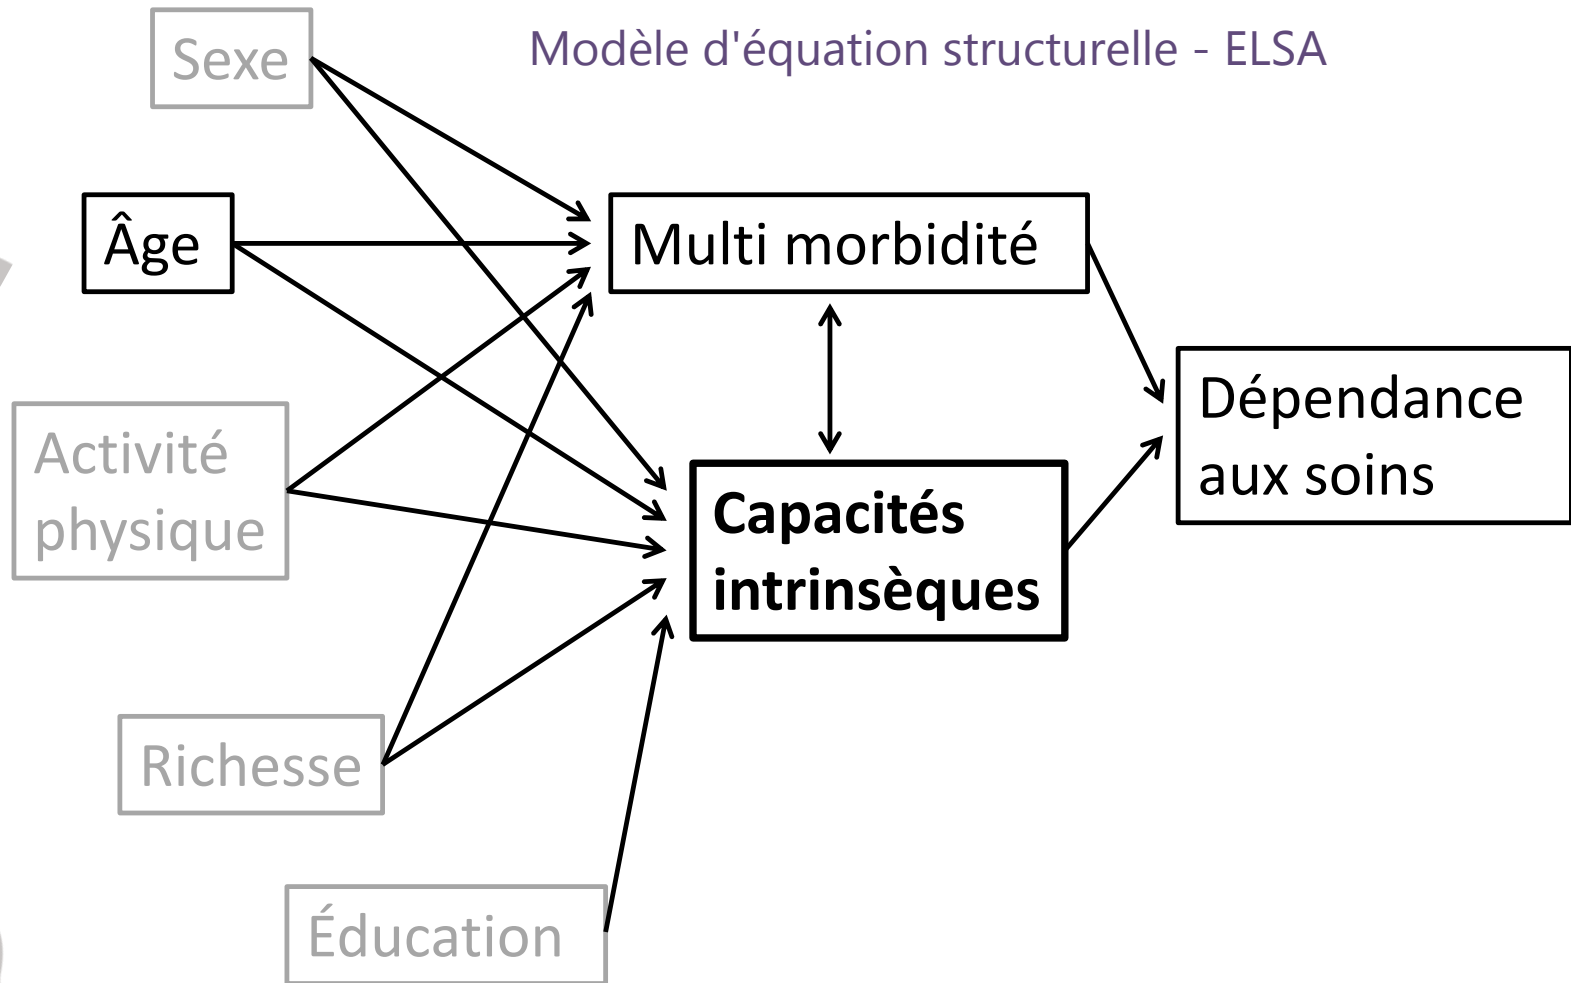 Modèle d'équation structurelle - ELSA
Sexe
Âge
Multi morbidité
Dépendance
aux soins
Activité
physique
Capacités
intrinsèques
Richesse
Éducation